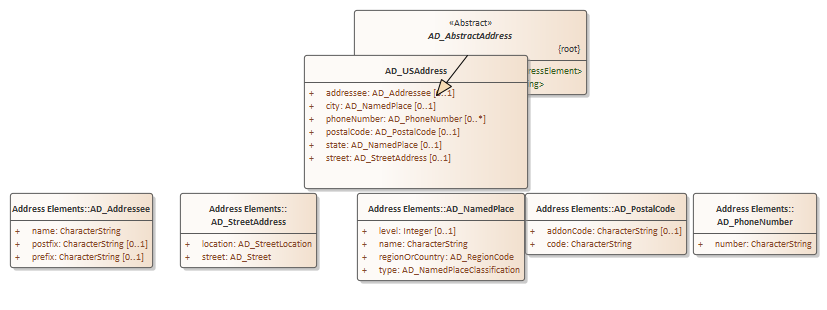 «Abstract»
AD_AbstractAddress
{root}
ressElement>
ing>
AD_USAddress
+ addressee: AD_Addressee [0..1]
+ city: AD_NamedPlace [0..1]
+ phoneNumber: AD_PhoneNumber [0..*]
+ postalCode: AD_PostalCode [0..1]
+ state: AD_NamedPlace [0..1]
+ street: AD_StreetAddress [0..1]
Address Elements::AD_Addressee
+ name: CharacterString
+ postfix: CharacterString [0..1]
+ prefix: CharacterString [0..1]
Address Elements::
AD_StreetAddress
+ location: AD_StreetLocation
+ street: AD_Street
Address Elements::AD_NamedPlace
+ level: Integer [0..1]
+ name: CharacterString
+ regionOrCountry: AD_RegionCode
+ type: AD_NamedPlaceClassification
Address Elements::AD_PostalCode
+ addonCode: CharacterString [0..1]
+ code: CharacterString
Address Elements::
AD_PhoneNumber
+ number: CharacterString